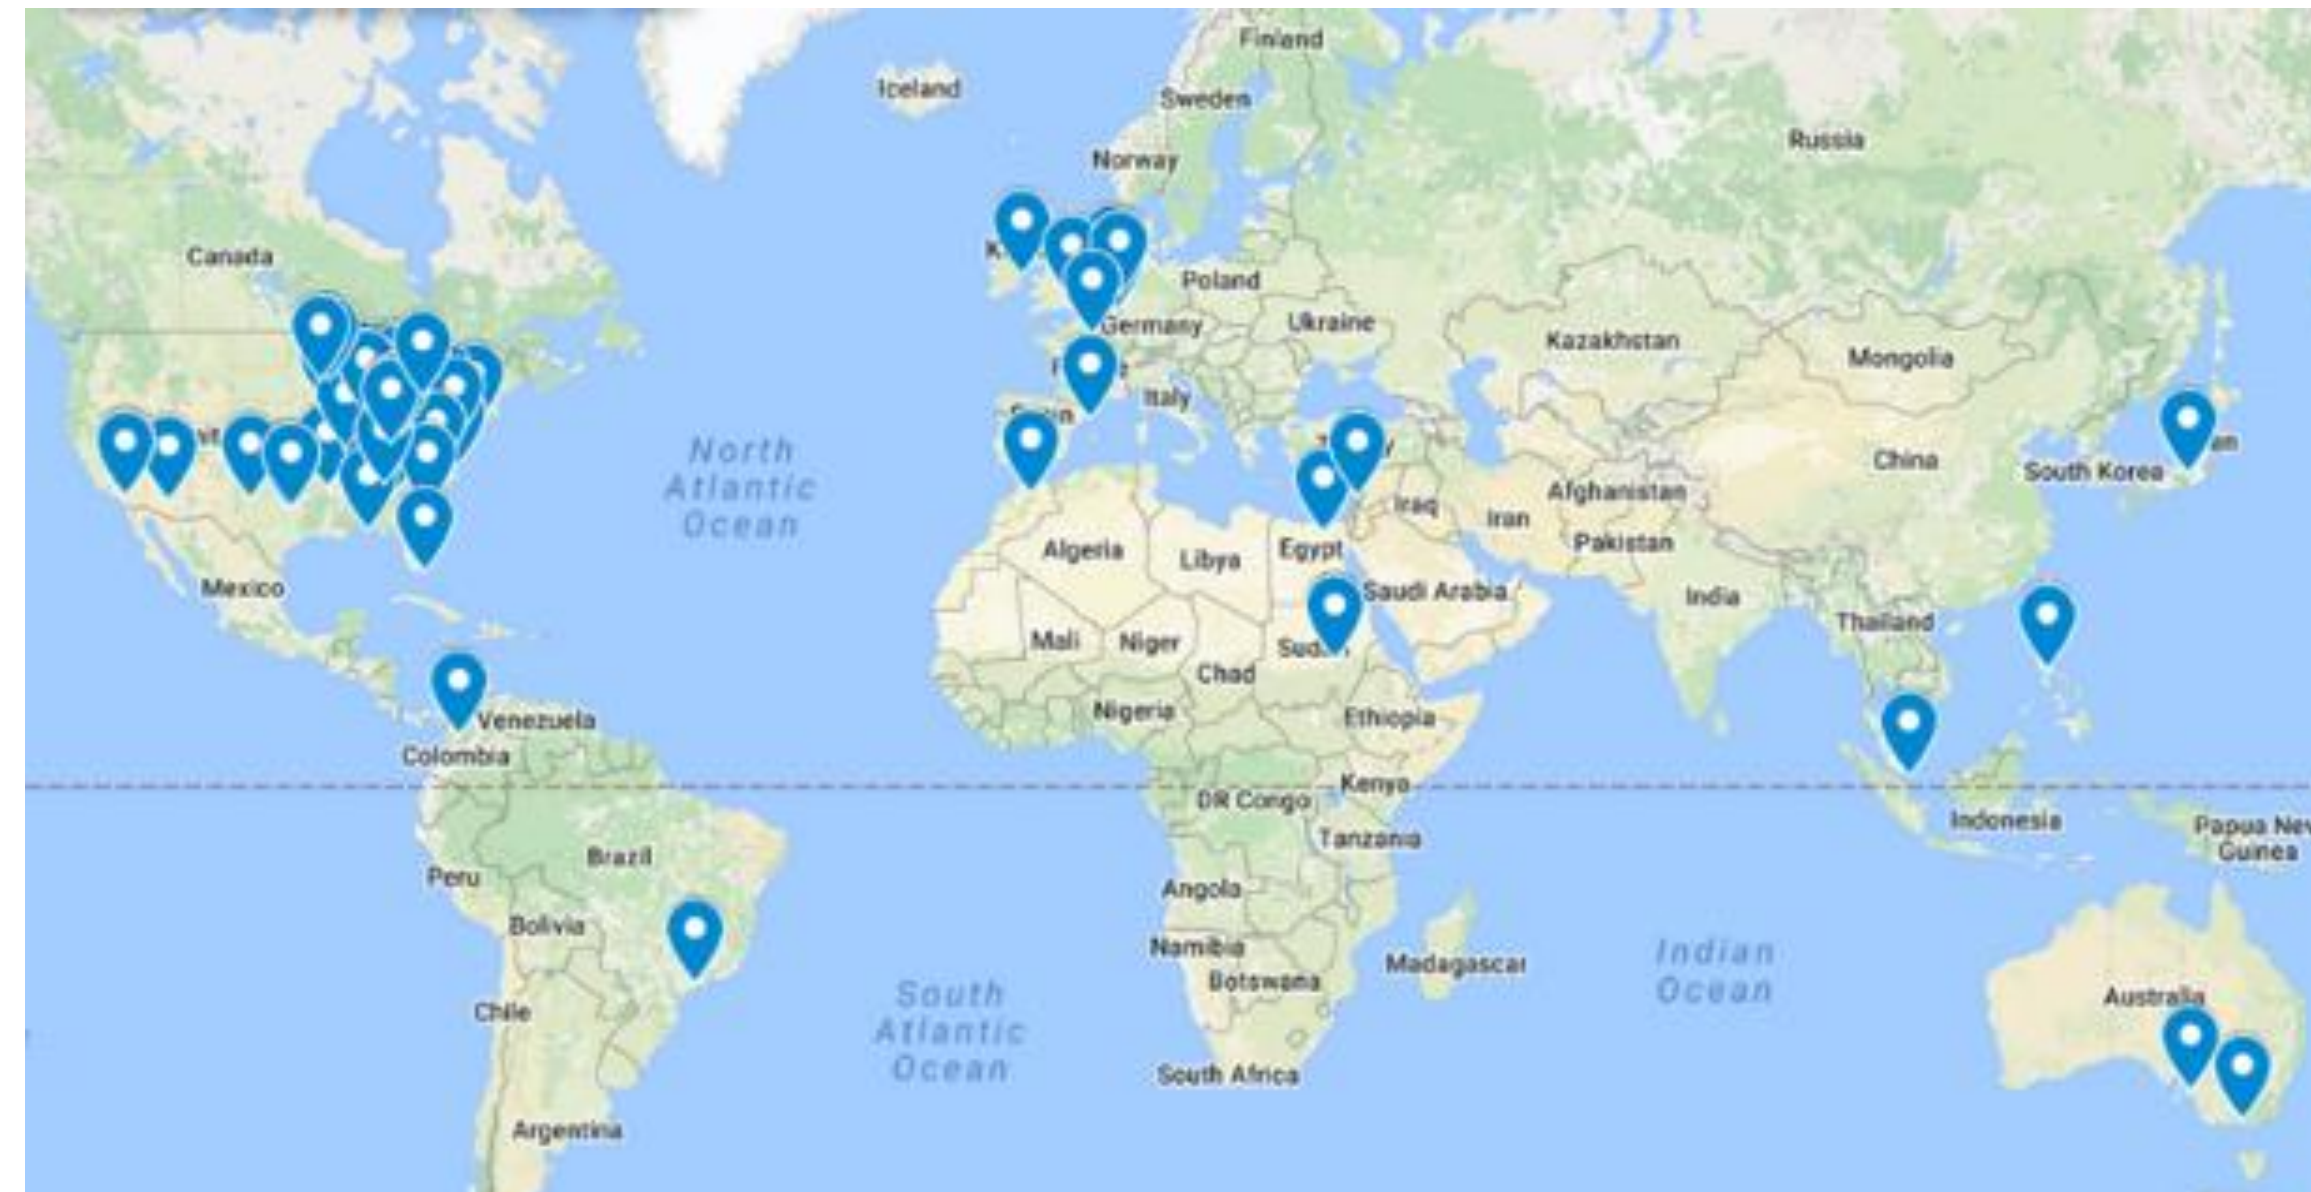 Finland
Iceland
Sweden
Russia
Norway
Canada
Poland
Germany
Ukraine
Kazakhstan
Mongolia
Italy
North
Atlantic
Ocean
China
South Korea
Afghanistan
Iraq
Iran
Pakistan
Algeria
Libya
Egypt
Mexico
Saudi Arabia
India
Thailand
Mali
Niger
Chad
Nigeria
Ethiopia
Venezuela
Colombia
Kenya
DR Congo
Indonesia
Papua New
Guinea
Tanzania
Brazil
Peru
Angola
Bolivia
Namibia
Botswana
Madagascar
Indian
Ocean
South
Atlantic
Ocean
Australia
Chile
South Africa
Argentina